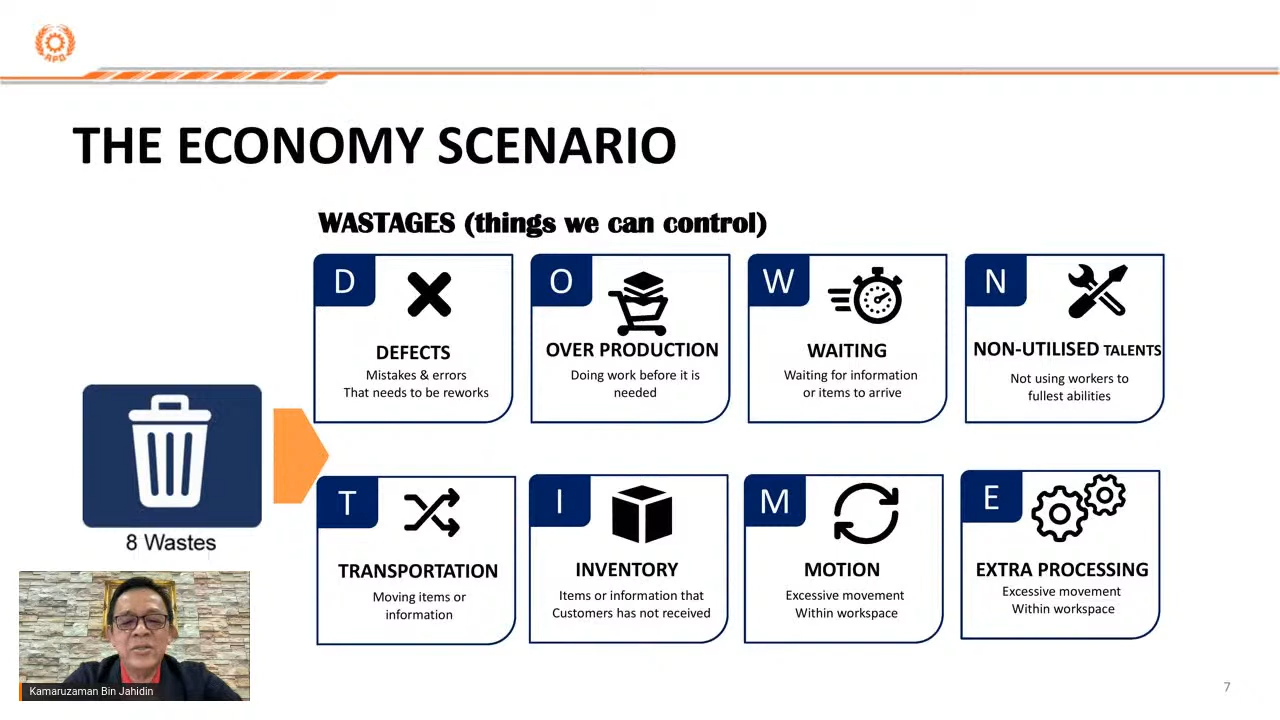 APO
THE ECONOMY SCENARIO
WASTAGES (things we can control)
D
DEFECTS
Mistakes & errors
That needs to be reworks
O
OVER PRODUCTION
Doing work before it is
needed
W
WAITING
Waiting for information
or items to arrive
N
NON-UTILISED TALENTS
Not using workers to
fullest abilities
8 Wastes
T
TRANSPORTATION
Moving items or
information
I
INVENTORY
Items or information that
Customers has not received
M
MOTION
Excessive movement
Within workspace
E
EXTRA PROCESSING
Excessive movement
Within workspace
Kamaruzaman Bin Jahidin
7